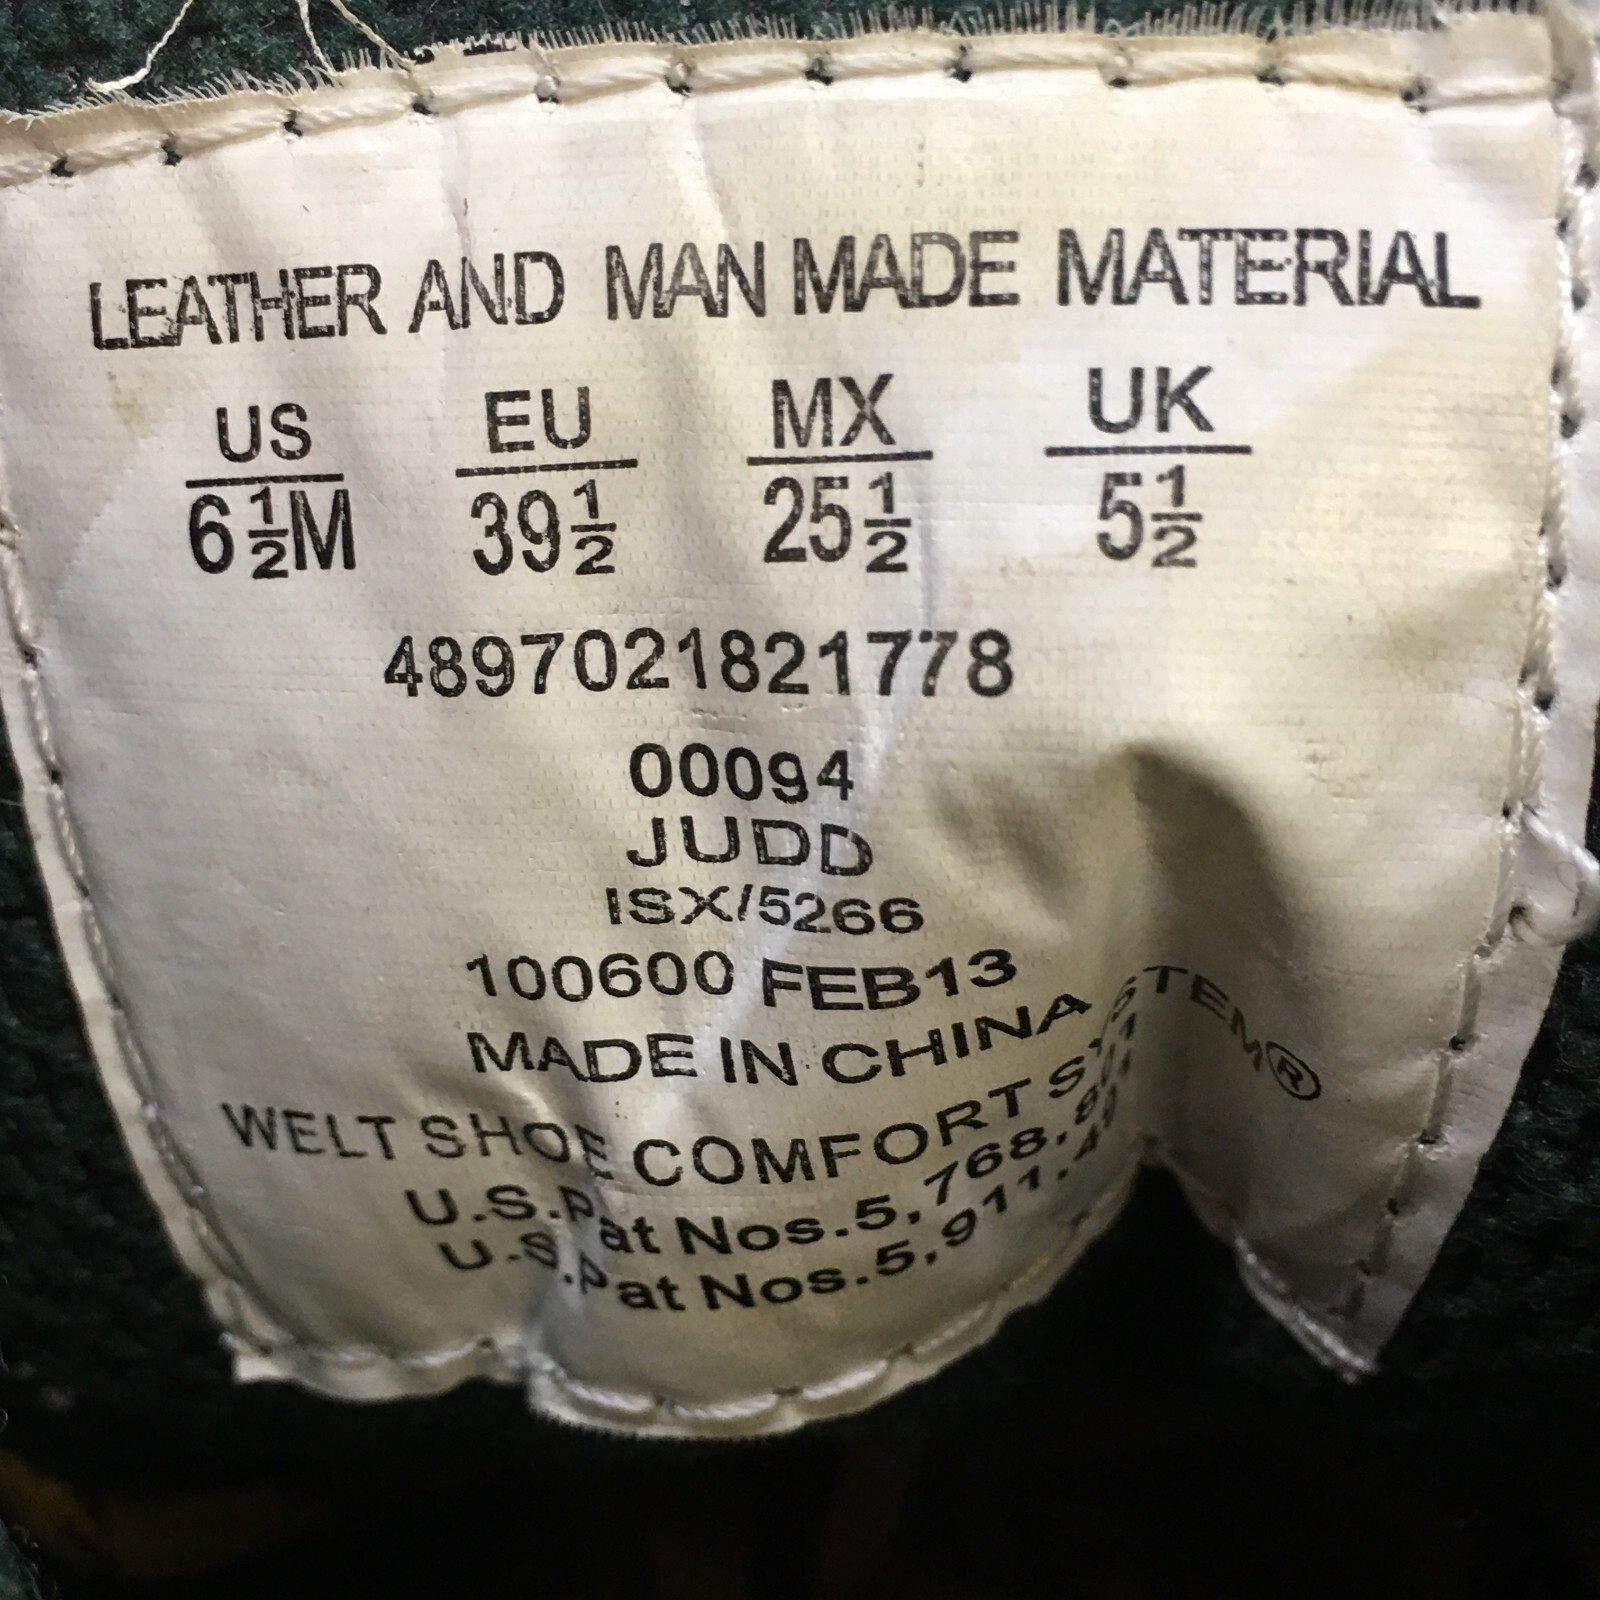 LEATHER AND MAN MADE MATERIAL
US EU MX UK
6½M 39½ 25½ 5½
4897021821778
00094
JUDD
ISX/5266
100600 FEB13
MADE IN CHINA
WELT SHOE COMFORT SYSTEM®
U.S.Pat Nos.5,768,801
U.S.Pat Nos.5,911,491